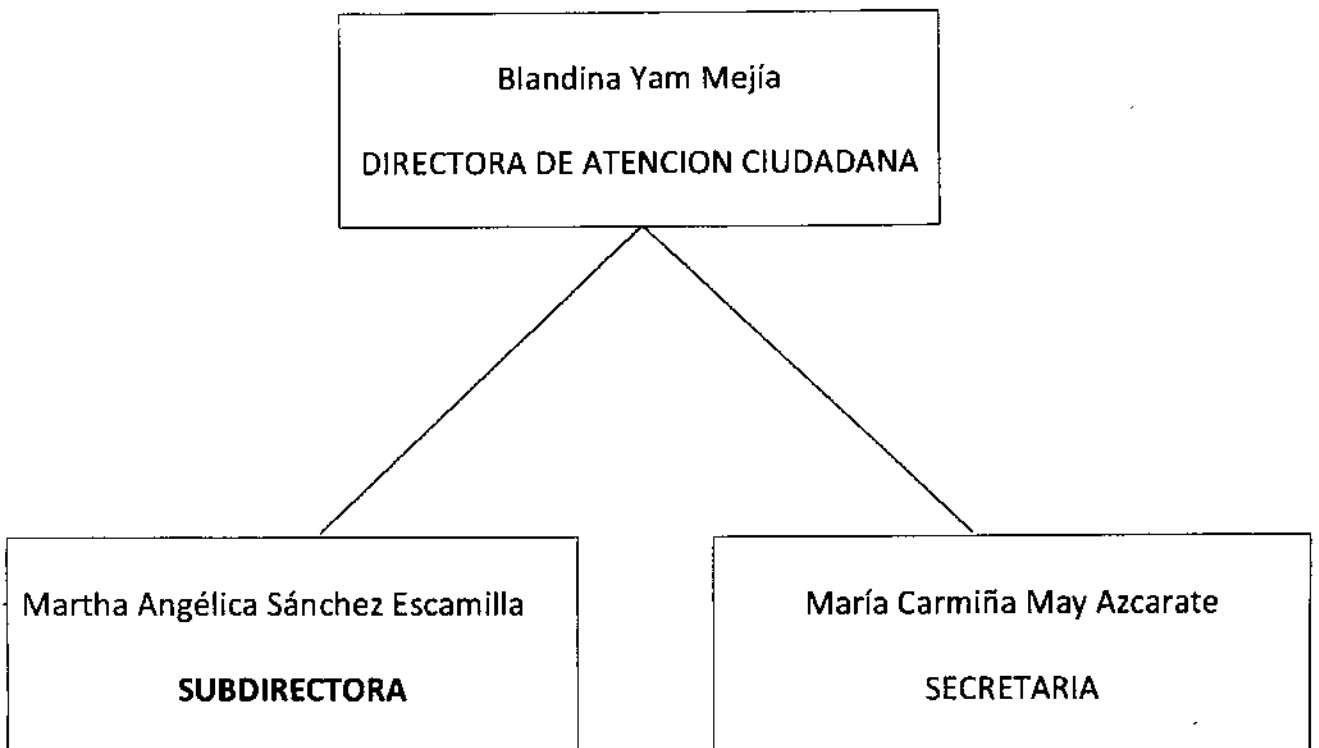 Blandina Yam Mejía
DIRECTORA DE ATENCION CIUDADANA
Martha Angélica Sánchez Escamilla
SUBDIRECTORA
María Carmiña May Azcarate
SECRETARIA